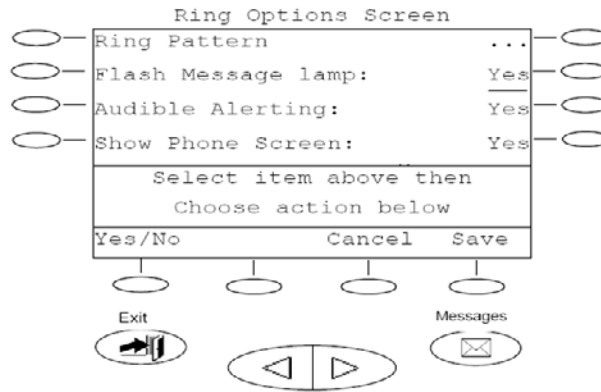 Ring Options Screen
Ring Pattern ...
Flash Message lamp: Yes
Audible Alerting: Yes
Show Phone Screen: Yes
Select item above then
Choose action below
Yes/No Cancel Save
Exit Messages